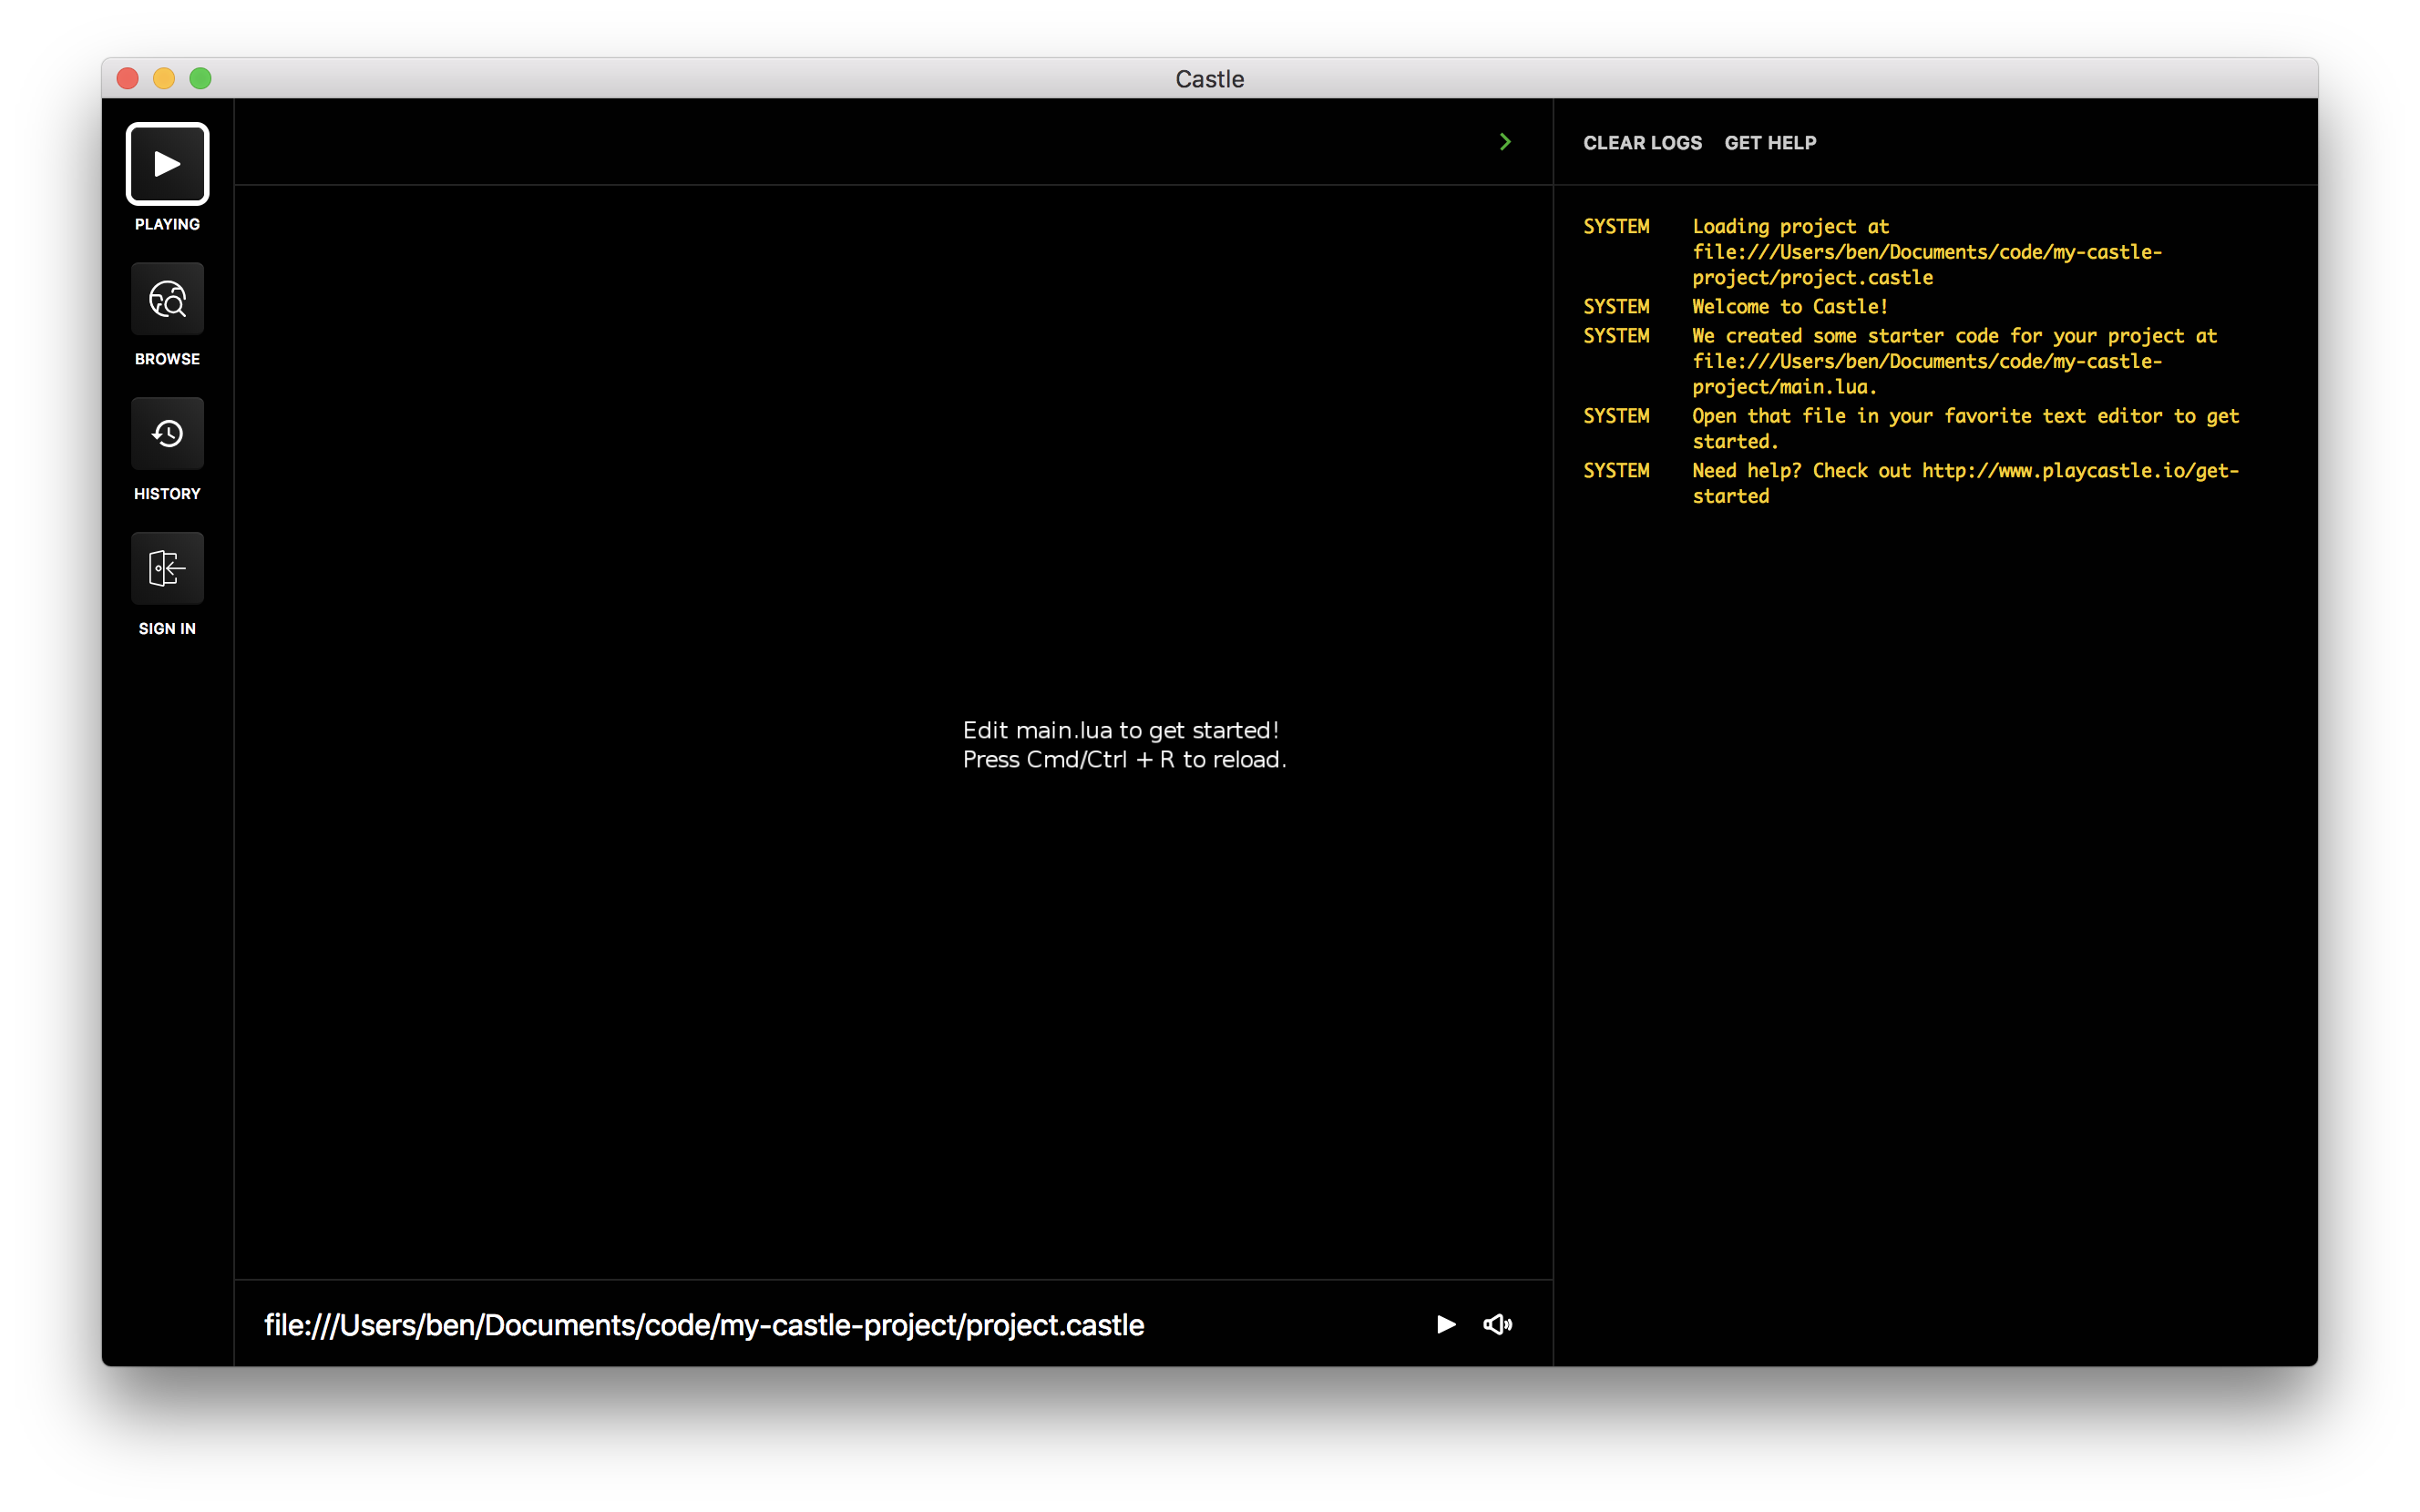 Castle
PLAYING
BROWSE
HISTORY
SIGN IN
Edit main.lua to get started!
Press Cmd/Ctrl + R to reload.
file:///Users/ben/Documents/code/my-castle-project/project.castle
CLEAR LOGS GET HELP
SYSTEM Loading project at
file:///Users/ben/Documents/code/my-castle-
project/project.castle
SYSTEM Welcome to Castle!
SYSTEM We created some starter code for your project at
file:///Users/ben/Documents/code/my-castle-
project/main.lua.
SYSTEM Open that file in your favorite text editor to get
started.
SYSTEM Need help? Check out http://www.playcastle.io/get-
started